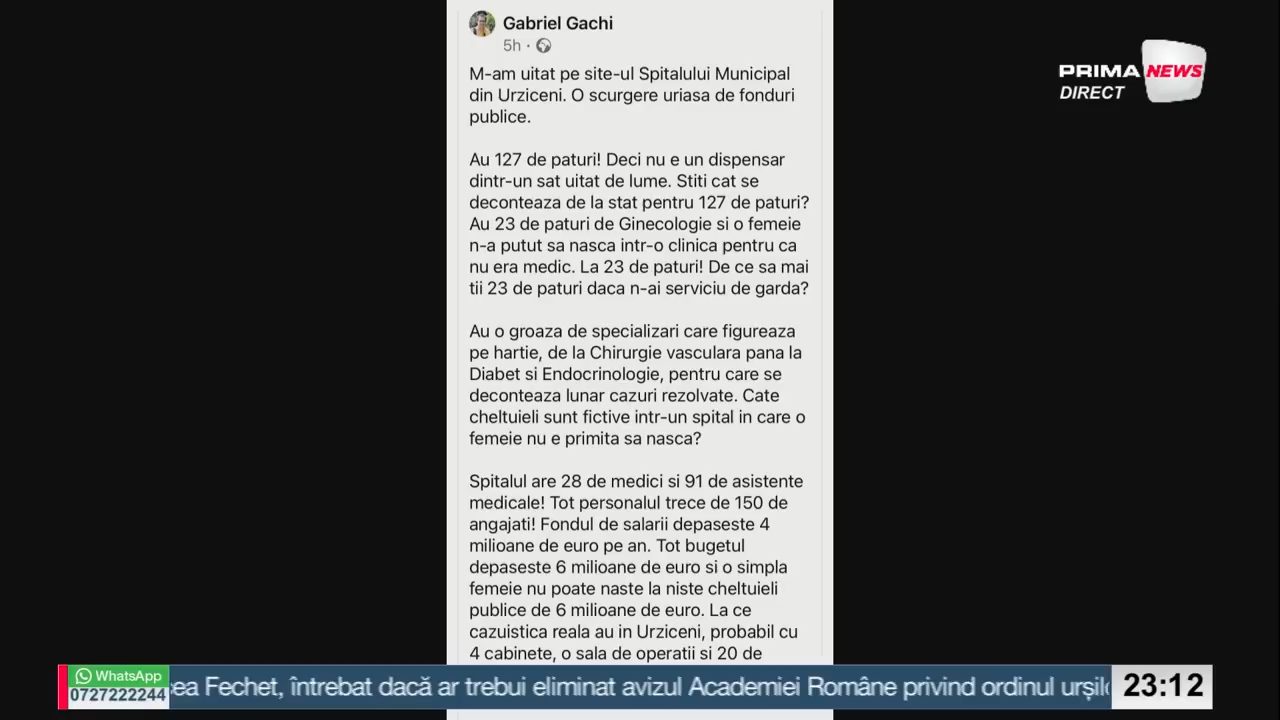 Gabriel Gachi
5h ·
M-am uitat pe site-ul Spitalului Municipal
din Urziceni. O scurgere uriasa de fonduri
publice.
Au 127 de paturi! Deci nu e un dispensar
dintr-un sat uitat de lume. Stiti cat se
deconteaza de la stat pentru 127 de paturi?
Au 23 de paturi de Ginecologie si o femeie
n-a putut sa nasca intr-o clinica pentru ca
nu era medic. La 23 de paturi! De ce sa mai
tii 23 de paturi daca n-ai serviciu de garda?
Au o groaza de specializari care figureaza
pe hartie, de la Chirurgie vasculara pana la
Diabet si Endocrinologie, pentru care se
deconteaza lunar cazuri rezolvate. Cate
cheltuieli sunt fictive intr-un spital in care o
femeie nu e primita sa nasca?
Spitalul are 28 de medici si 91 de asistente
medicale! Tot personalul trece de 150 de
angajati! Fondul de salarii depaseste 4
milioane de euro pe an. Tot bugetul
depaseste 6 milioane de euro si o simpla
femeie nu poate naste la niste cheltuieli
publice de 6 milioane de euro. La ce
cazuistica reala au in Urziceni, probabil cu
4 cabinete, o sala de operatii si 20 de
PRIMA NEWS
DIRECT
WhatsApp
0727222244
Fechet, întrebat dacă ar trebui eliminat avizul Academiei Române privind ordinul
23:12